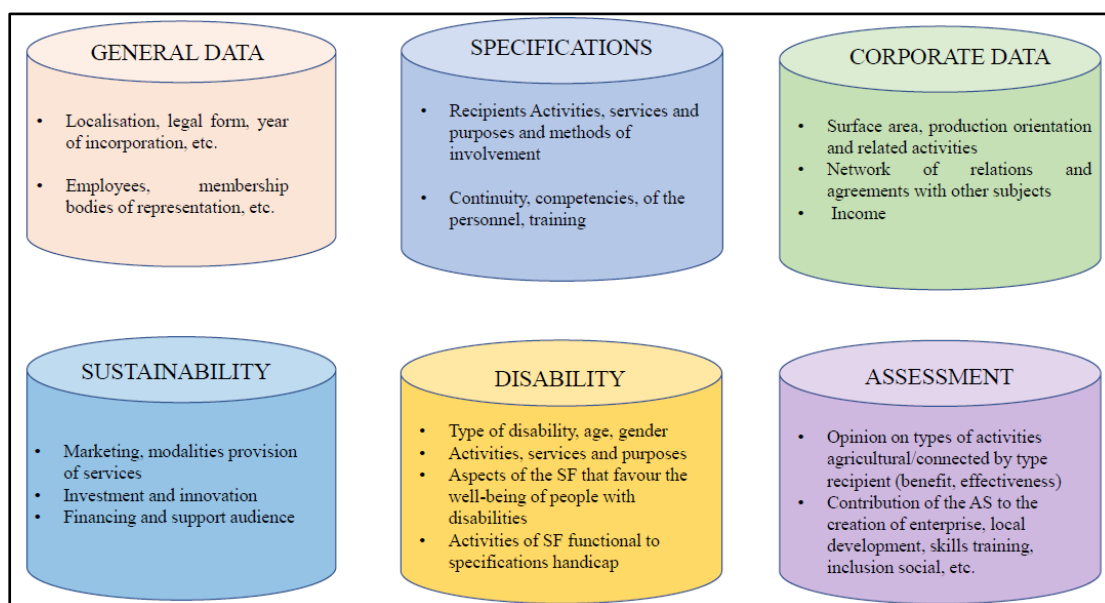 GENERAL DATA
• Localisation, legal form, year
of incorporation, etc.
• Employees, membership
bodies of representation, etc.
SPECIFICATIONS
• Recipients Activities, services and
purposes and methods of
involvement
• Continuity, competencies, of the
personnel, training
CORPORATE DATA
• Surface area, production orientation
and related activities
• Network of relations and
agreements with other subjects
• Income
SUSTAINABILITY
• Marketing, modalities provision
of services
• Investment and innovation
• Financing and support audience
DISABILITY
• Type of disability, age, gender
• Activities, services and purposes
• Aspects of the SF that favour the
well-being of people with
disabilities
• Activities of SF functional to
specifications handicap
ASSESSMENT
• Opinion on types of activities
agricultural/connected by type
recipient (benefit, effectiveness)
• Contribution of the AS to the
creation of enterprise, local
development, skills training,
inclusion social, etc.